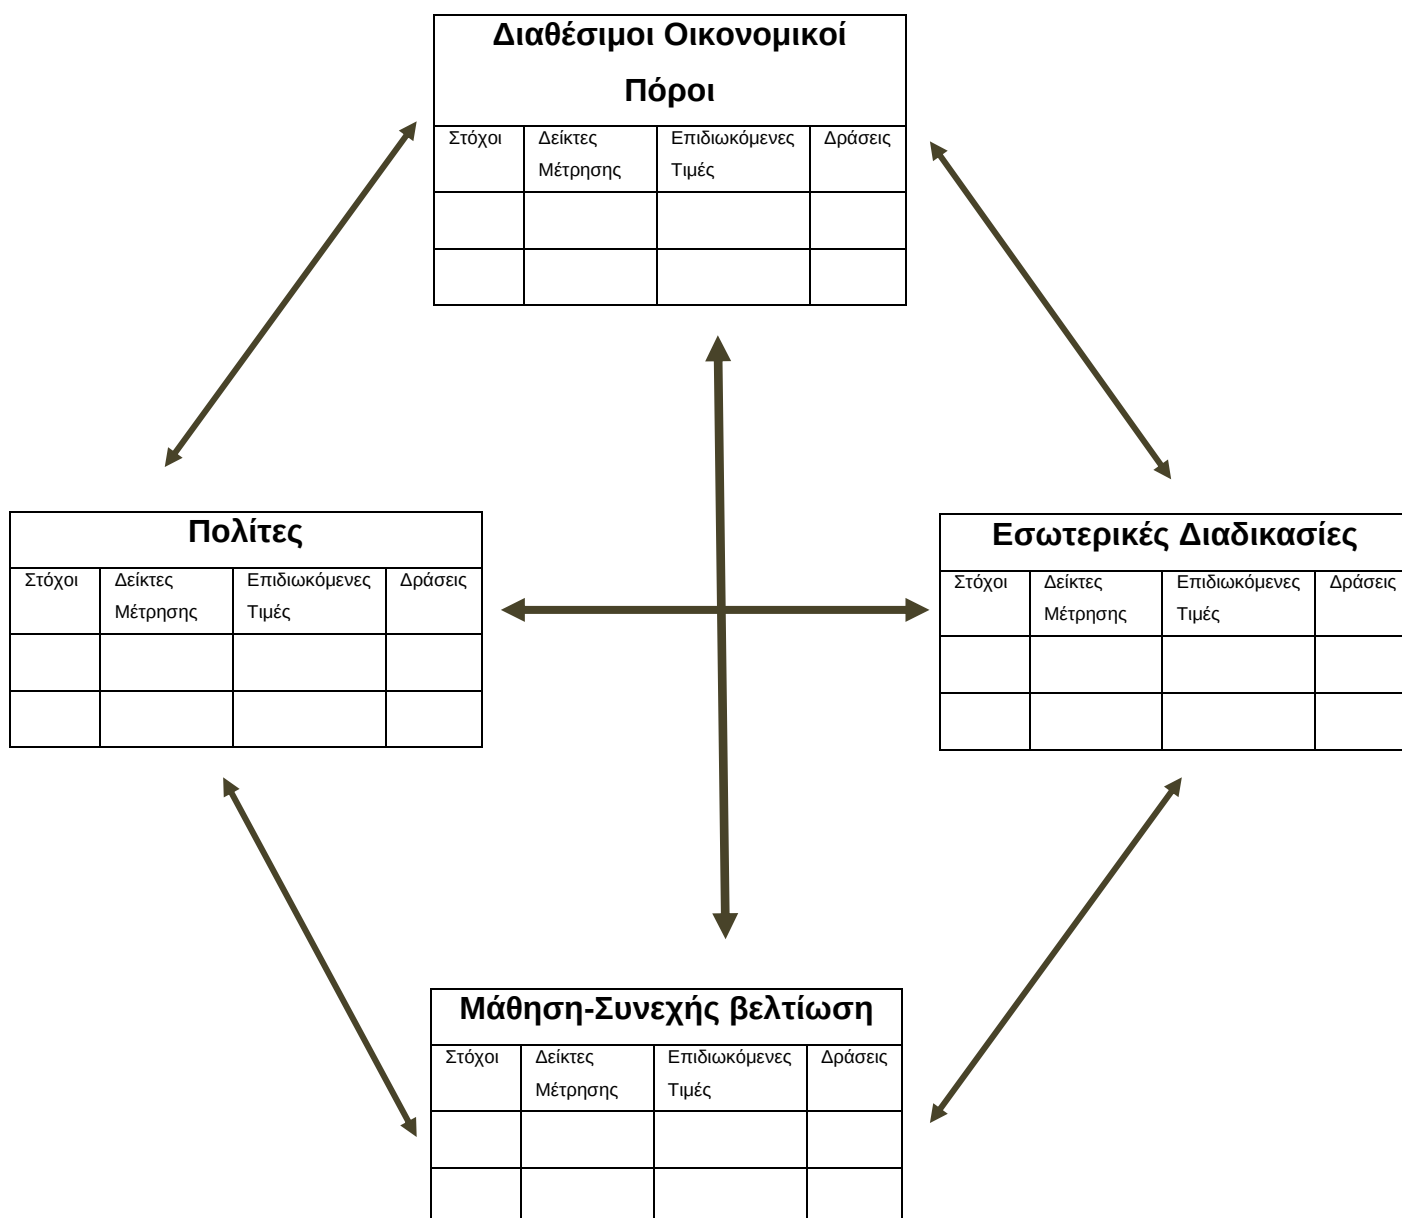 Διαθέσιμοι Οικονομικοί
Πόροι
Στόχοι Δείκτες Επιδιωκόμενες Δράσεις
Μέτρησης Τιμές
Πολίτες
Στόχοι Δείκτες Επιδιωκόμενες Δράσεις
Μέτρησης Τιμές
Εσωτερικές Διαδικασίες
Στόχοι Δείκτες Επιδιωκόμενες Δράσεις
Μέτρησης Τιμές
Μάθηση-Συνεχής βελτίωση
Στόχοι Δείκτες Επιδιωκόμενες Δράσεις
Μέτρησης Τιμές